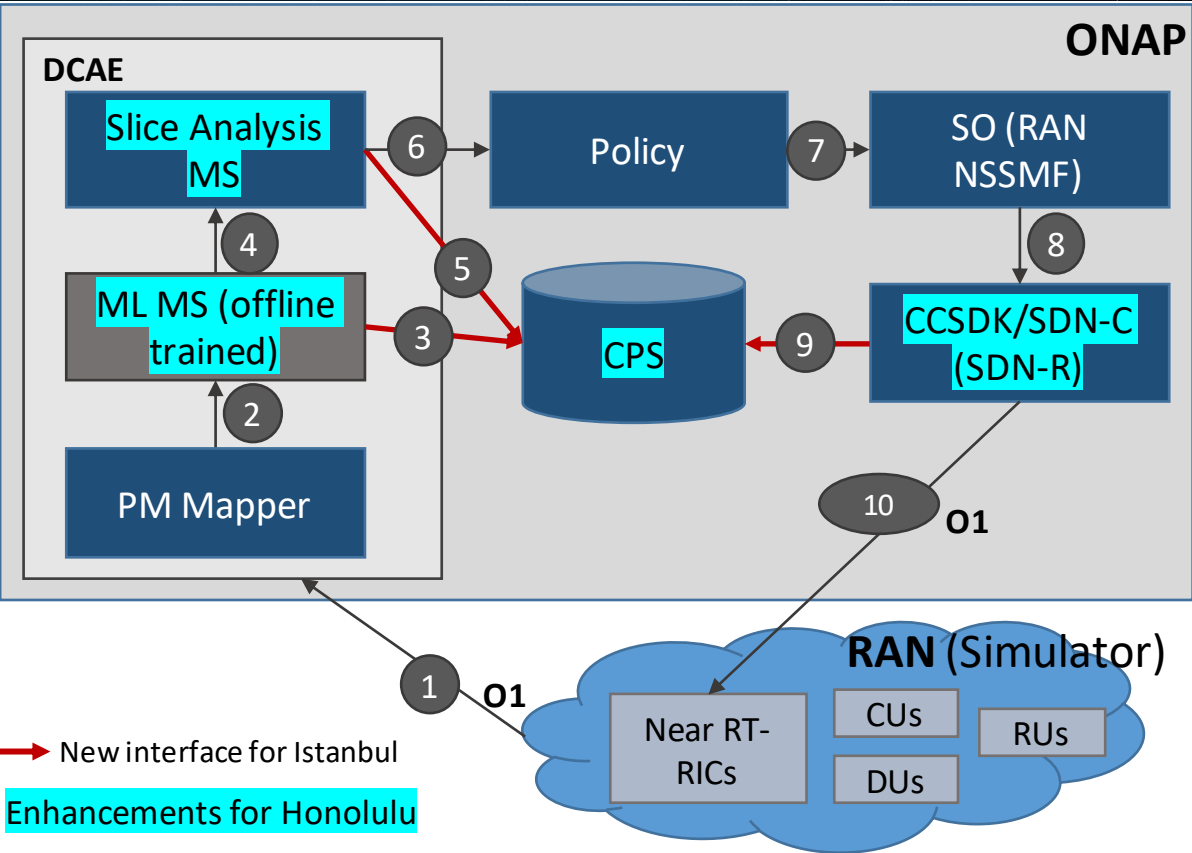 ONAP
DCAE
Slice Analysis
MS
6
Policy
7
SO (RAN
NSSMF)
4
5
8
ML MS (offline
trained)
3
CPS
9
CCSDK/SDN-C
(SDN-R)
2
PM Mapper
10
O1
1
O1
RAN (Simulator)
Near RT-
RICs
CUs
DUs
RUs
New interface for Istanbul
Enhancements for Honolulu